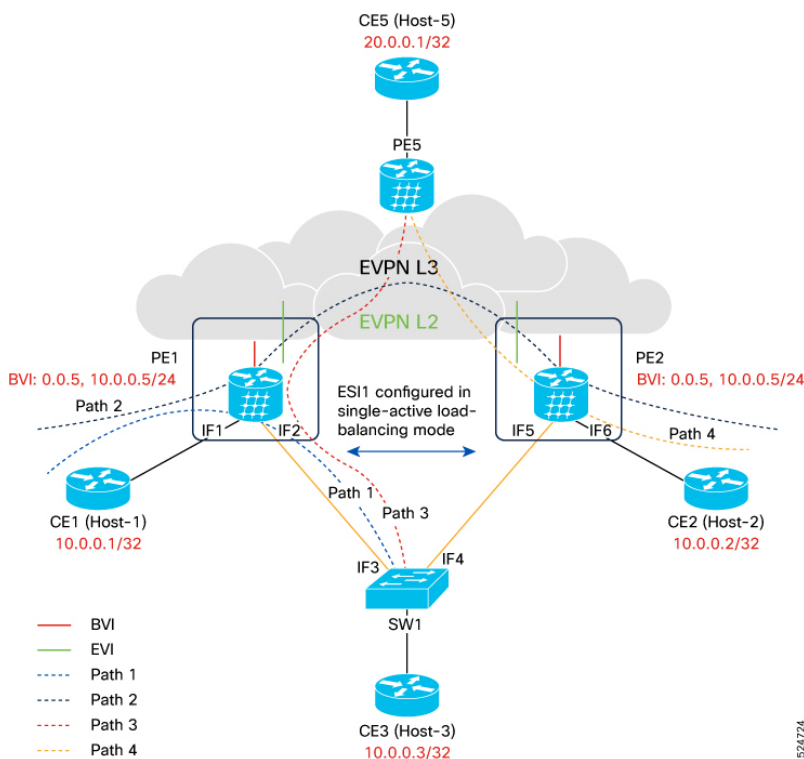 CE5 (Host-5)
20.0.0.1/32
PE5
EVPN L3
EVPN L2
PE1
BVI: 0.0.5, 10.0.0.5/24
PE2
BVI: 0.0.5, 10.0.0.5/24
ESI1 configured in
single-active load-
balancing mode
Path 2
IF1
IF2
IF5
IF6
Path 4
Path 1
Path 3
CE1 (Host-1)
10.0.0.1/32
CE2 (Host-2)
10.0.0.2/32
IF3
IF4
SW1
CE3 (Host-3)
10.0.0.3/32
BVI
EVI
Path 1
Path 2
Path 3
Path 4
524724